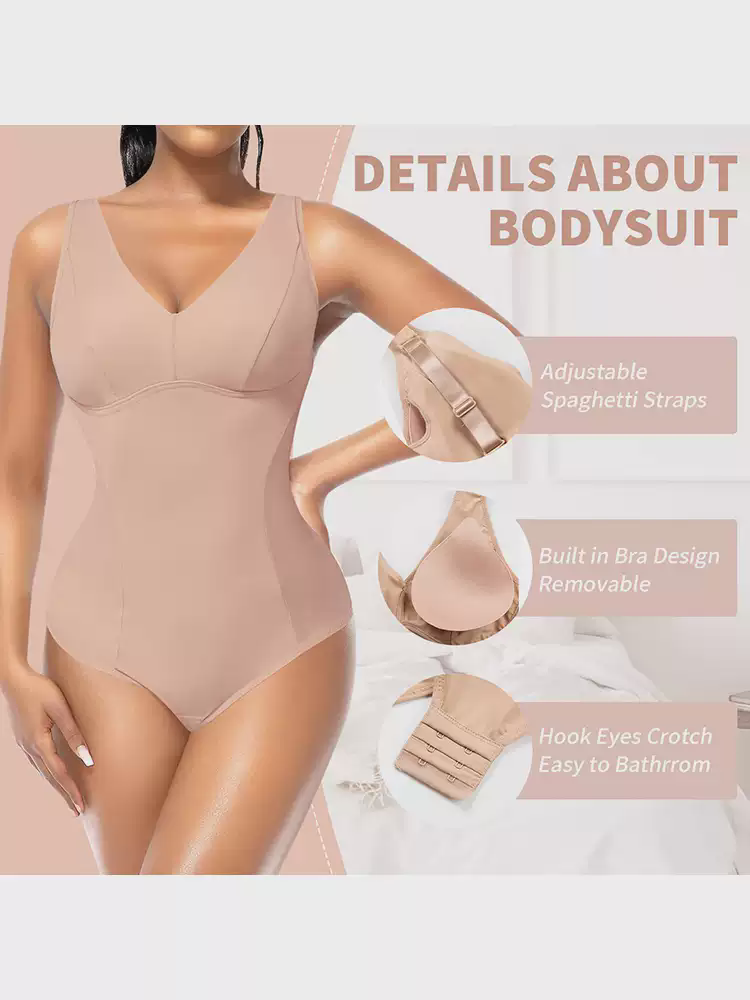 DETAILS ABOUT
BODYSUIT
Adjustable
Spaghetti Straps
Built in Bra Design
Removable
Hook Eyes Crotch
Easy to Bathrrom